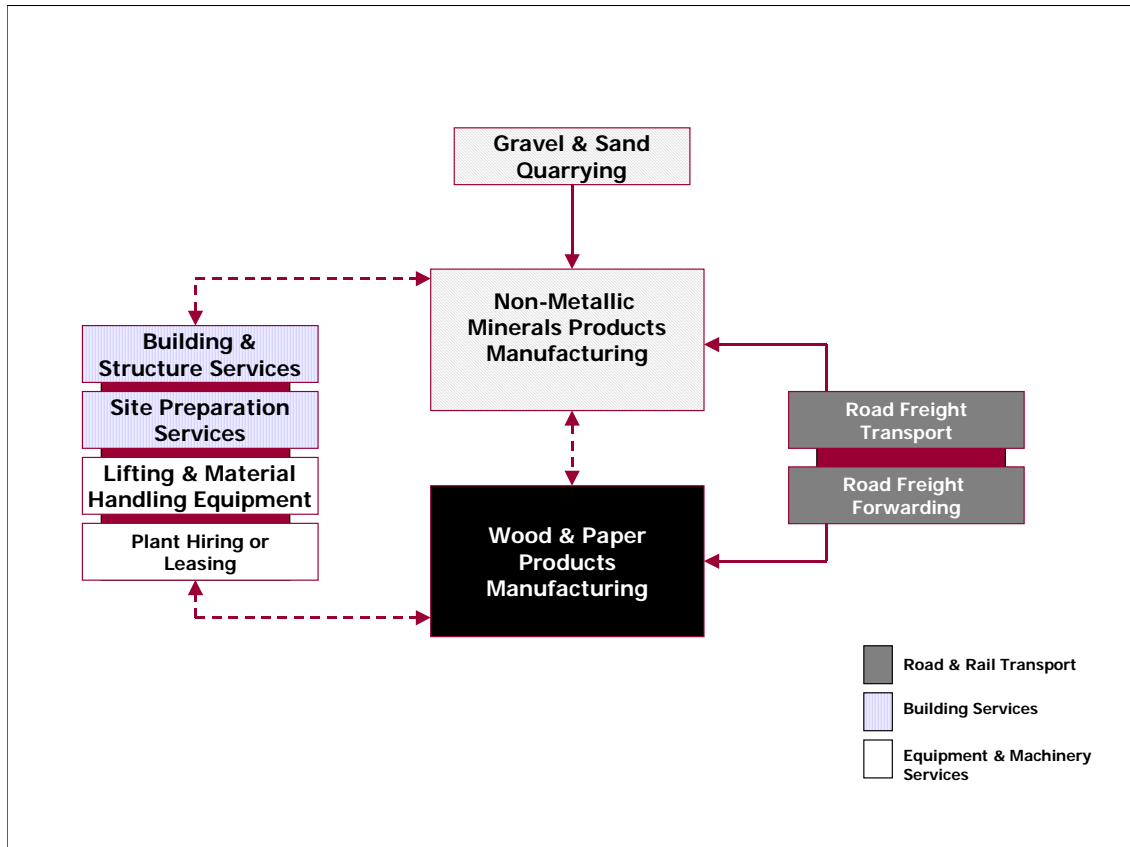 Gravel & Sand
Quarrying
Non-Metallic
Minerals Products
Manufacturing
Building &
Structure Services
Site Preparation
Services
Lifting & Material
Handling Equipment
Plant Hiring or
Leasing
Road Freight
Transport
Road Freight
Forwarding
Wood & Paper
Products
Manufacturing
Road & Rail Transport
Building Services
Equipment & Machinery
Services